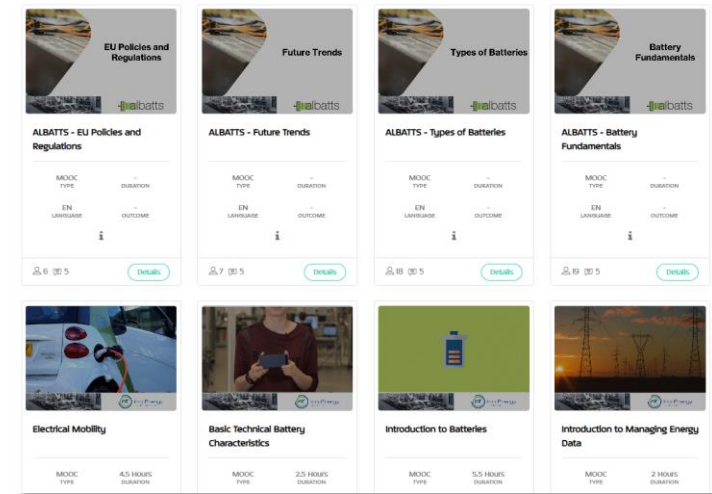 EU Policies and
Regulations
Future Trends
Types of Batteries
Battery
Fundamentals
albatts
albatts
albatts
albatts
ALBATTS - EU Policies and
Regulations
ALBATTS - Future Trends
ALBATTS - Types of Batteries
ALBATTS - Battery
Fundamentals
MOOC - MOOC - MOOC - MOOC -
TYPE DURATION TYPE DURATION TYPE DURATION TYPE DURATION
EN - EN - EN - EN -
LANGUAGE OUTCOME LANGUAGE OUTCOME LANGUAGE OUTCOME LANGUAGE OUTCOME
i i i i
6 5 Details 7 5 Details 18 5 Details 19 5 Details
Electrical Mobility
Basic Technical Battery
Characteristics
Introduction to Batteries
Introduction to Managing Energy
Data
MOOC 4.5 Hours MOOC 2.5 Hours MOOC 5.5 Hours MOOC 2 Hours
TYPE DURATION TYPE DURATION TYPE DURATION TYPE DURATION